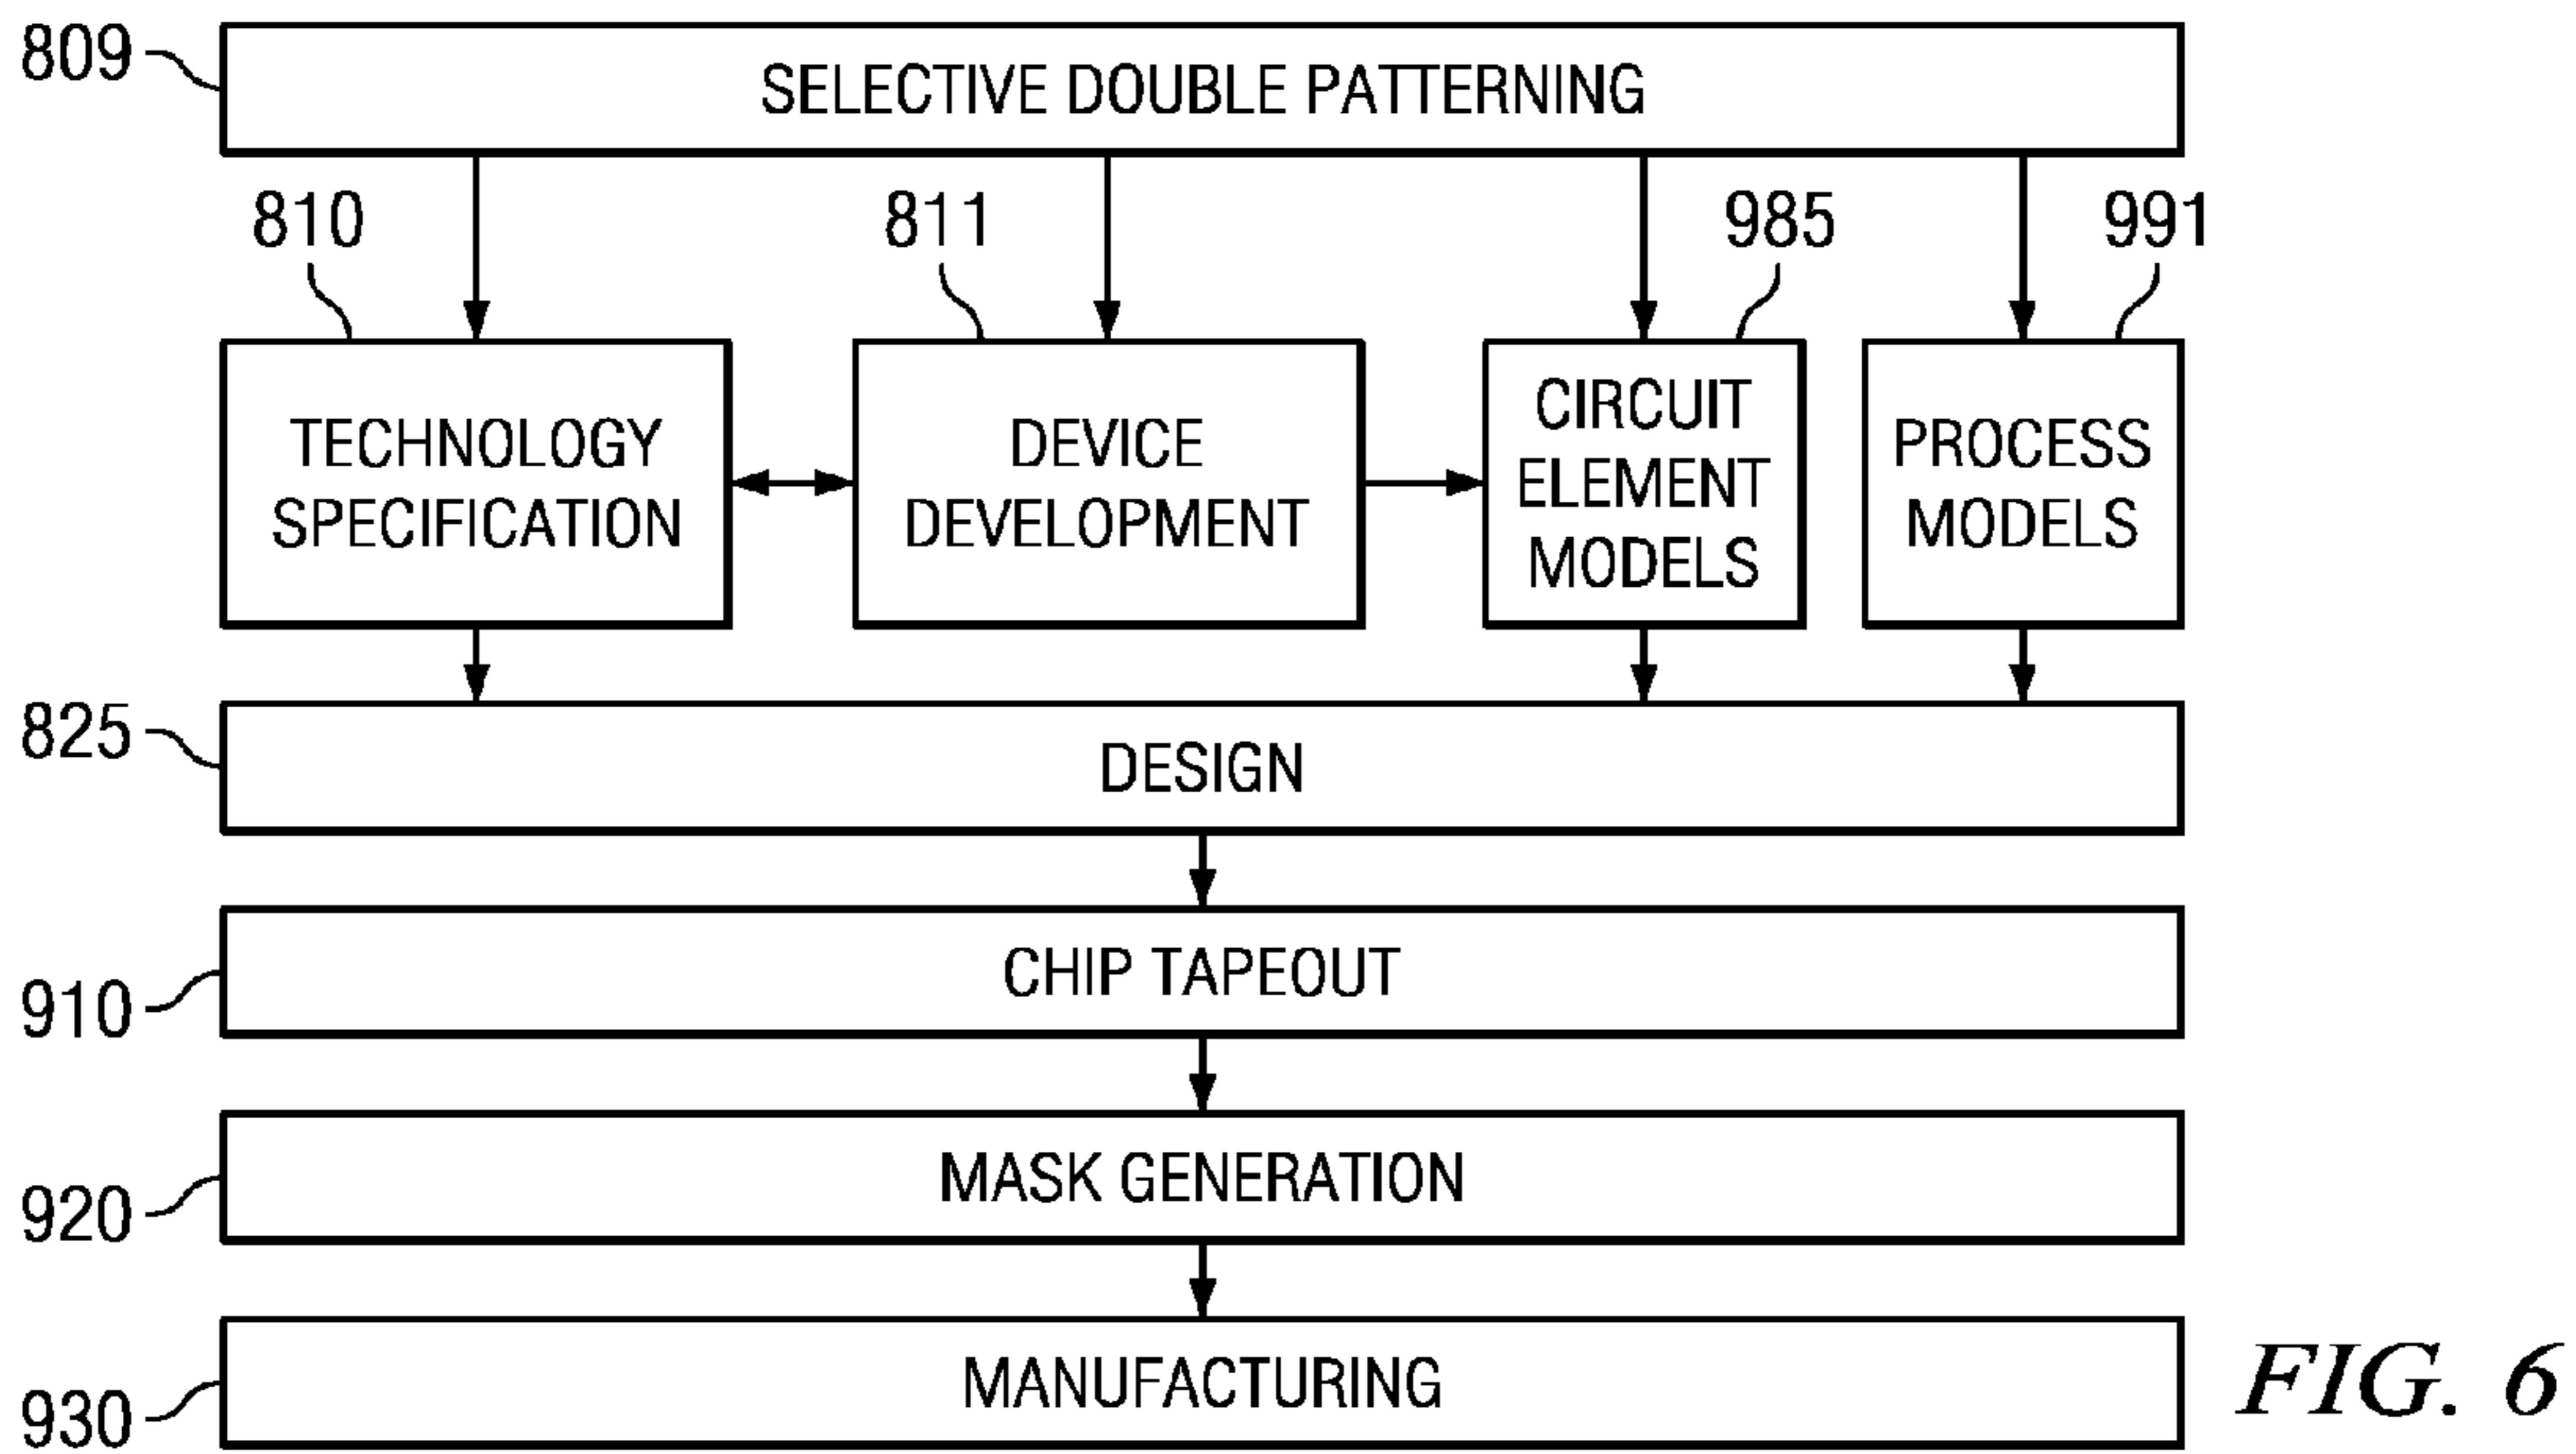 809
SELECTIVE DOUBLE PATTERNING
810
811
985
991
TECHNOLOGY
SPECIFICATION
DEVICE
DEVELOPMENT
CIRCUIT
ELEMENT
MODELS
PROCESS
MODELS
825
DESIGN
910
CHIP TAPEOUT
920
MASK GENERATION
930
MANUFACTURING
FIG. 6